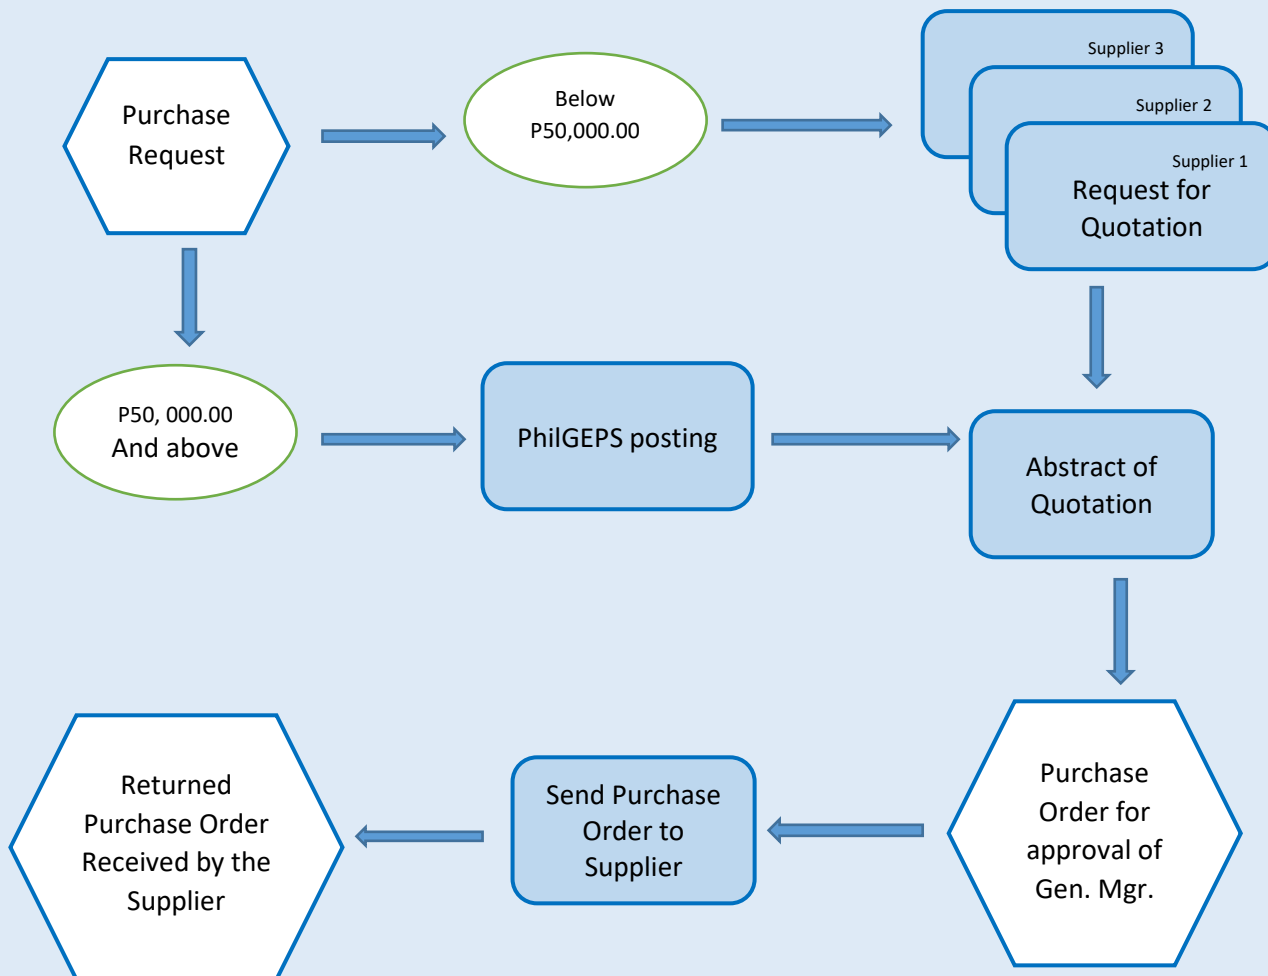 Purchase
Request
Below
P50,000.00
Supplier 3
Supplier 2
Supplier 1
Request for
Quotation
P50, 000.00
And above
PhilGEPS posting
Abstract of
Quotation
Purchase
Order for
approval of
Gen. Mgr.
Send Purchase
Order to
Supplier
Returned
Purchase Order
Received by the
Supplier